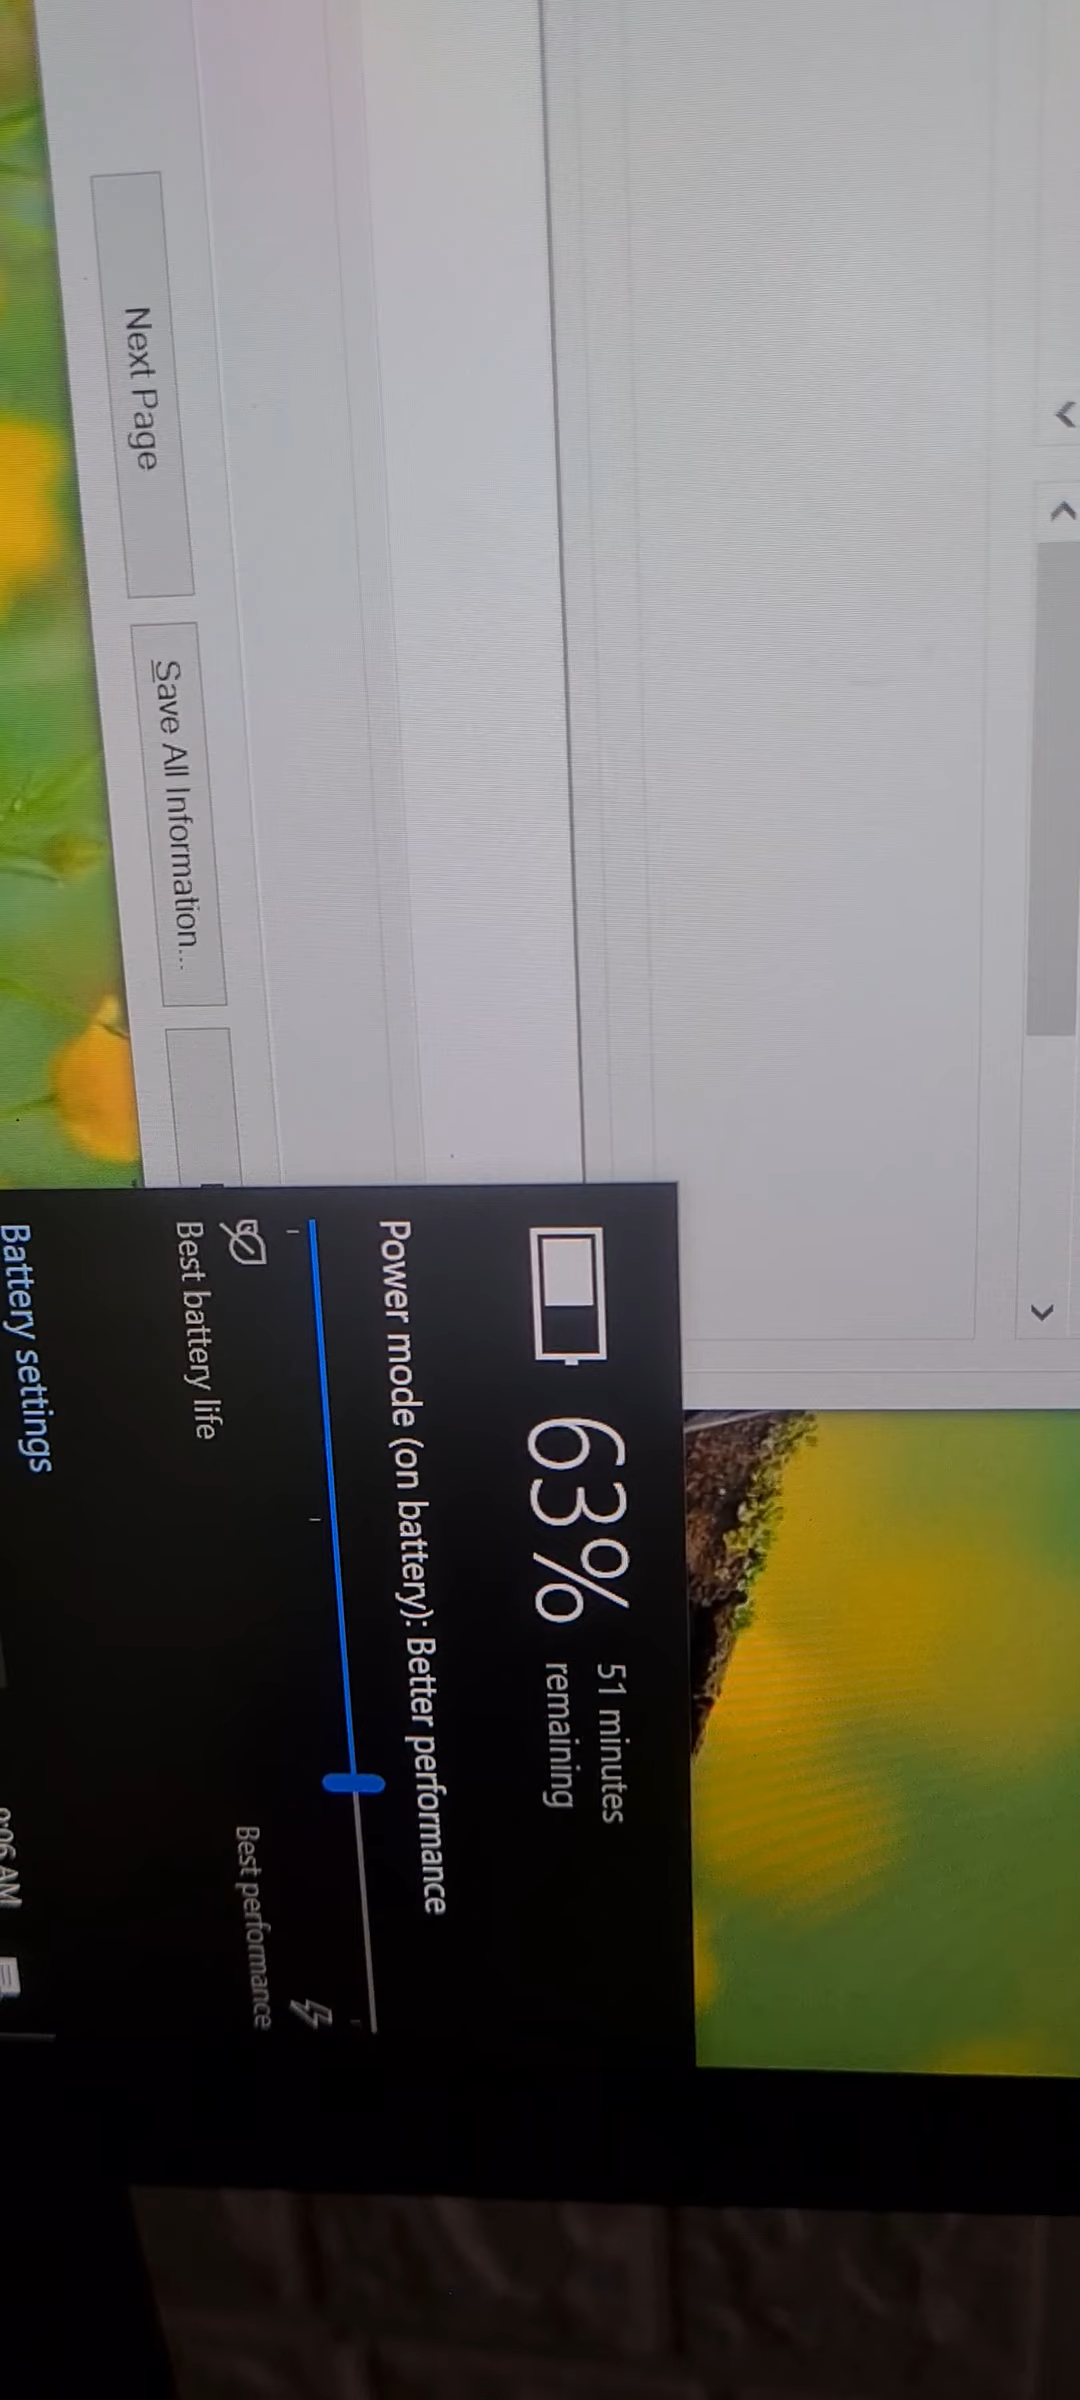 Next Page
Save All Information...
63%
51 minutes
remaining
Power mode (on battery): Better performance
Best battery life
Best performance
Battery settings